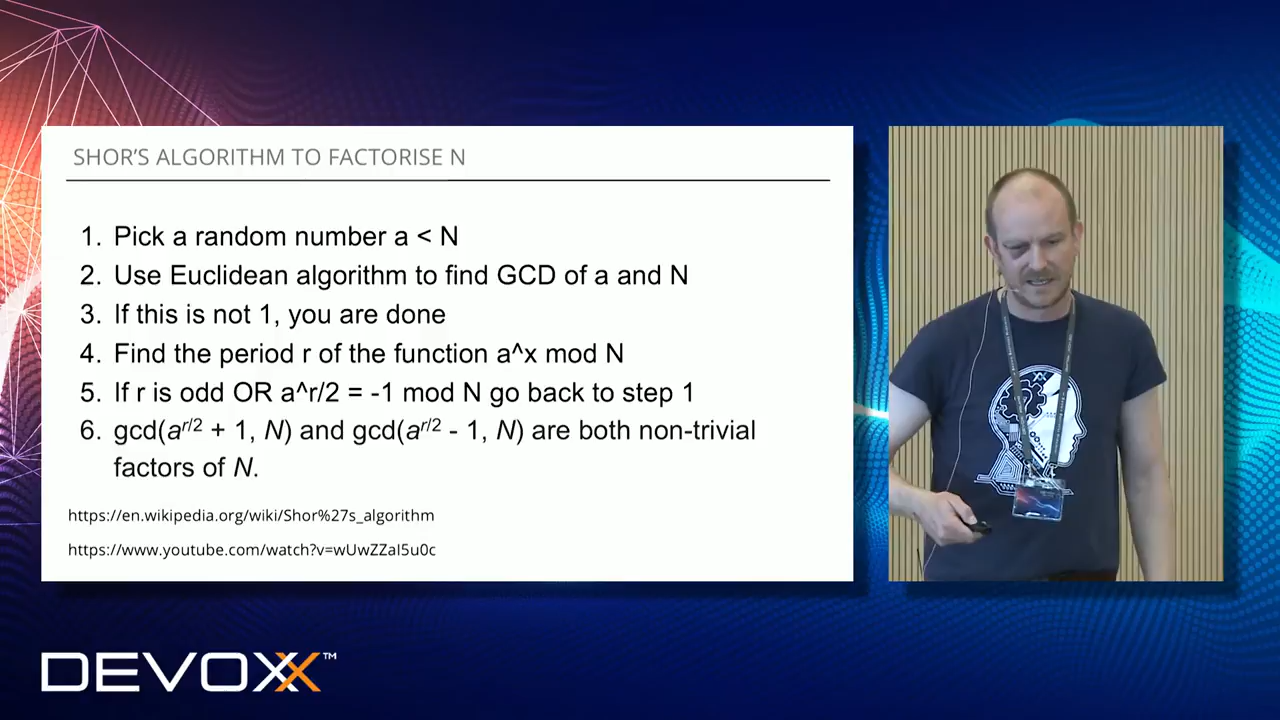 SHOR'S ALGORITHM TO FACTORISE N
1. Pick a random number a < N
2. Use Euclidean algorithm to find GCD of a and N
3. If this is not 1, you are done
4. Find the period r of the function a^x mod N
5. If r is odd OR a^r/2 = -1 mod N go back to step 1
6. gcd(a^r/2 + 1, N) and gcd(a^r/2 - 1, N) are both non-trivial
factors of N.
https://en.wikipedia.org/wiki/Shor%27s_algorithm
https://www.youtube.com/watch?v=wUwZZaI5u0c
DEVOXX™